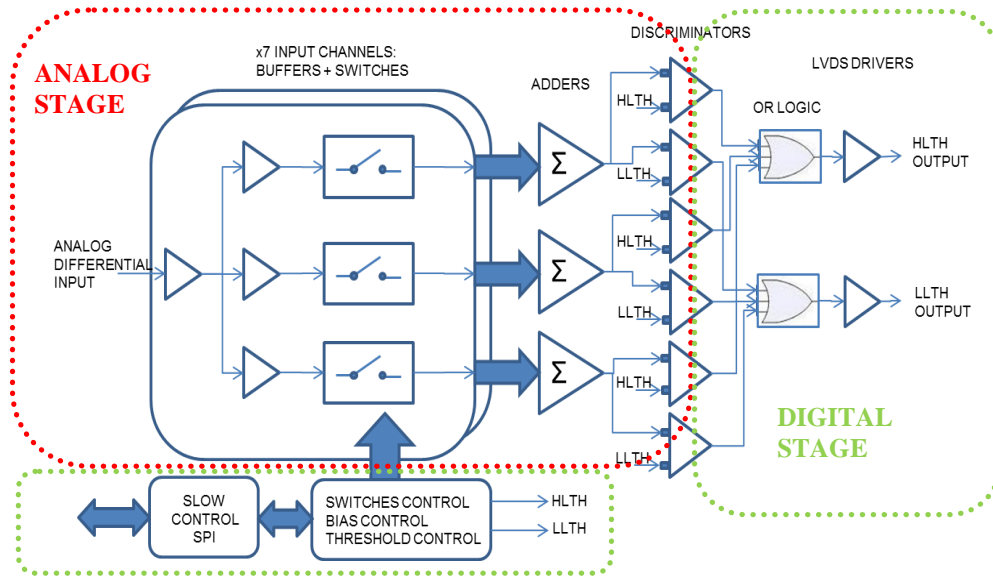 DISCRIMINATORS
x7 INPUT CHANNELS:
BUFFERS + SWITCHES
ANALOG
STAGE
LVDS DRIVERS
ADDERS
HLTH
OR LOGIC
Σ
LLTH
HLTH
OUTPUT
HLTH
ANALOG
DIFFERENTIAL
INPUT
Σ
LLTH
LLTH
OUTPUT
Σ
HLTH
DIGITAL
STAGE
LLTH
SLOW
CONTROL
SPI
SWITCHES CONTROL
BIAS CONTROL
THRESHOLD CONTROL
HLTH
LLTH